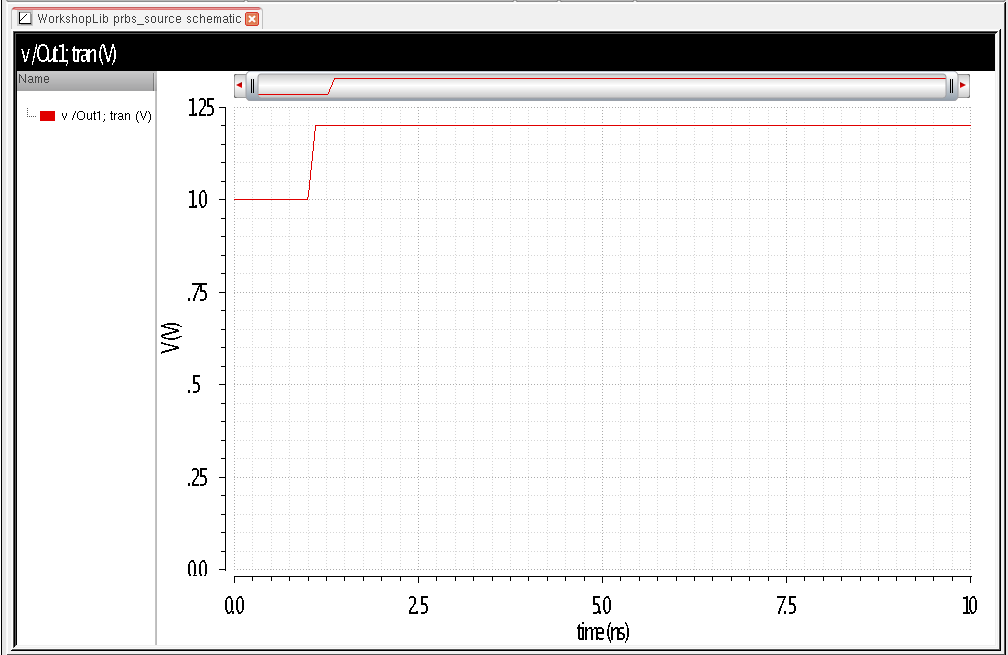 WorkshopLib prbs_source schematic
v /Out1; tran (V)
Name
v /Out1; tran (V)
1.25
1.0
.75
.5
.25
0.0
V (V)
0.0 2.5 5.0 7.5 10
time (ns)